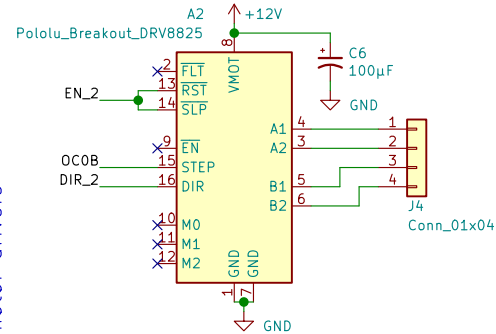 A2
+12V
Pololu_Breakout_DRV8825
8
VMOT
C6
100µF
GND
2 FLT
13 RST
EN_2
14 SLP
A1 4 1
A2 3 2
9 EN
OC0B 15 STEP
3
DIR_2 16 DIR
B1 5 4
B2 6
J4
Conn_01x04
10 M0
11 M1
12 M2
GND GND
1 7
GND